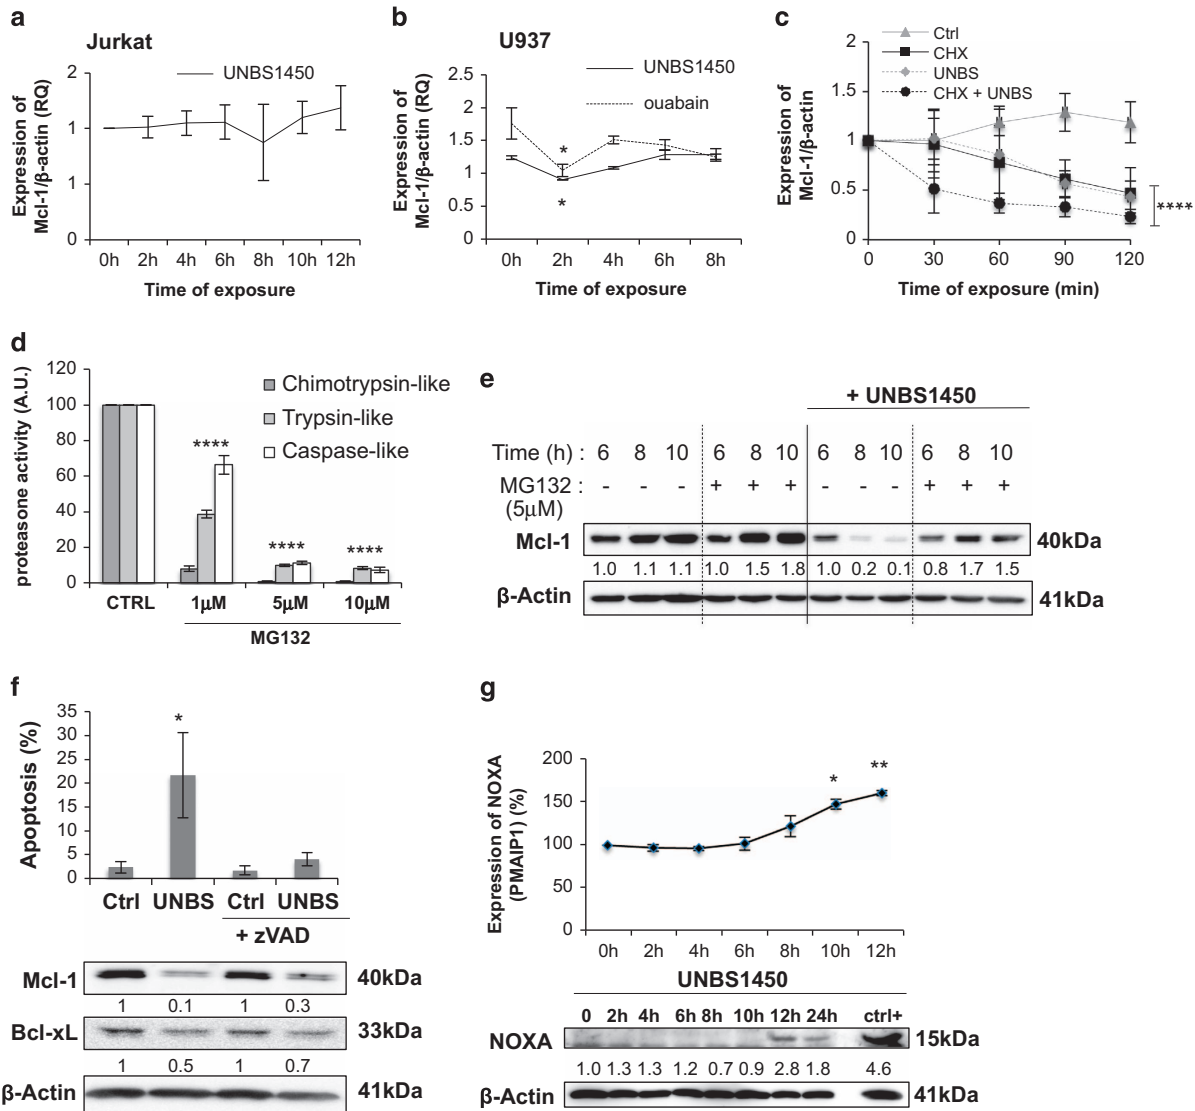 a
Jurkat
UNBS1450
Expression of
Mcl-1/β-actin (RQ)
2
1
1
0
0h 2h 4h 6h 8h 10h 12h
Time of exposure
b
U937
UNBS1450
ouabain
Expression of
Mcl-1/β-actin (RQ)
2.5
2
1.5
1
0.5
0
*
*
0h 2h 4h 6h 8h
Time of exposure
c
Ctrl
CHX
UNBS
CHX + UNBS
Expression of
Mcl-1/β-actin
2
1.5
1
0.5
0
****
0 30 60 90 120
Time of exposure (min)
d
proteasone activity (A.U.)
120
100
80
60
40
20
0
Chimotrypsin-like
Trypsin-like
Caspase-like
****
****
****
CTRL 1µM 5µM 10µM
MG132
e
+ UNBS1450
Time (h) : 6 8 10 6 8 10 6 8 10 6 8 10
MG132 : - - - + + + - - - + + +
(5µM)
Mcl-1 40kDa
1.0 1.1 1.1 1.0 1.5 1.8 1.0 0.2 0.1 0.8 1.7 1.5
β-Actin 41kDa
f
Apoptosis (%)
35
30
25
20
15
10
5
0
*
Ctrl UNBS Ctrl UNBS
+ zVAD
Mcl-1 40kDa
1 0.1 1 0.3
Bcl-xL 33kDa
1 0.5 1 0.7
β-Actin 41kDa
g
Expression of NOXA
(PMAIP1) (%)
200
150
100
50
0
* **
0h 2h 4h 6h 8h 10h 12h
UNBS1450
0 2h 4h 6h 8h 10h 12h 24h ctrl+
NOXA 15kDa
1.0 1.3 1.3 1.2 0.7 0.9 2.8 1.8 4.6
β-Actin 41kDa